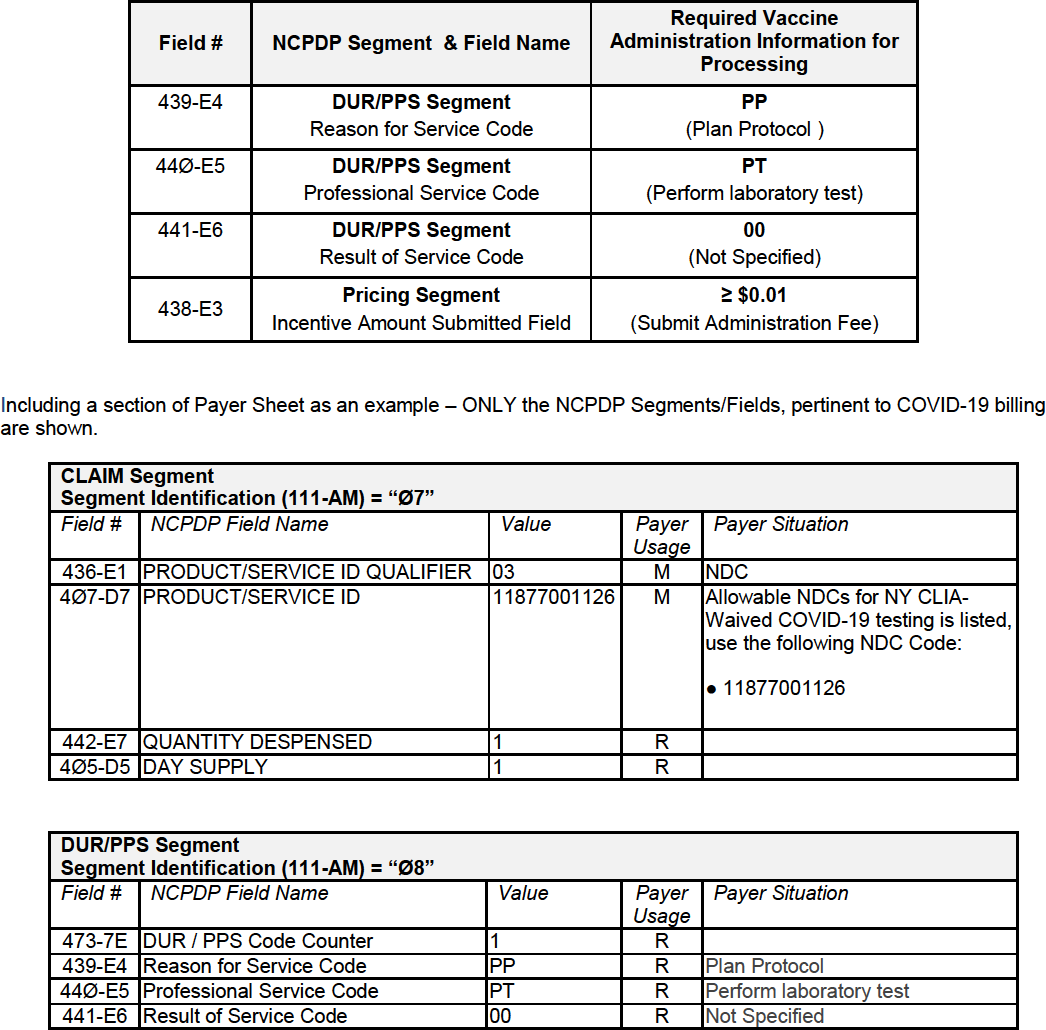 Field # NCPDP Segment & Field Name Required Vaccine
Administration Information for
Processing
439-E4 DUR/PPS Segment PP
Reason for Service Code (Plan Protocol )
44Ø-E5 DUR/PPS Segment PT
Professional Service Code (Perform laboratory test)
441-E6 DUR/PPS Segment 00
Result of Service Code (Not Specified)
438-E3 Pricing Segment ≥ $0.01
Incentive Amount Submitted Field (Submit Administration Fee)
Including a section of Payer Sheet as an example – ONLY the NCPDP Segments/Fields, pertinent to COVID-19 billing
are shown.
CLAIM Segment
Segment Identification (111-AM) = “Ø7”
Field # NCPDP Field Name Value Payer Payer Situation
Usage
436-E1 PRODUCT/SERVICE ID QUALIFIER 03 M NDC
4Ø7-D7 PRODUCT/SERVICE ID 11877001126 M Allowable NDCs for NY CLIA-
Waived COVID-19 testing is listed,
use the following NDC Code:
● 11877001126
442-E7 QUANTITY DESPENSED 1 R
4Ø5-D5 DAY SUPPLY 1 R
DUR/PPS Segment
Segment Identification (111-AM) = “Ø8”
Field # NCPDP Field Name Value Payer Payer Situation
Usage
473-7E DUR / PPS Code Counter 1 R
439-E4 Reason for Service Code PP R Plan Protocol
44Ø-E5 Professional Service Code PT R Perform laboratory test
441-E6 Result of Service Code 00 R Not Specified